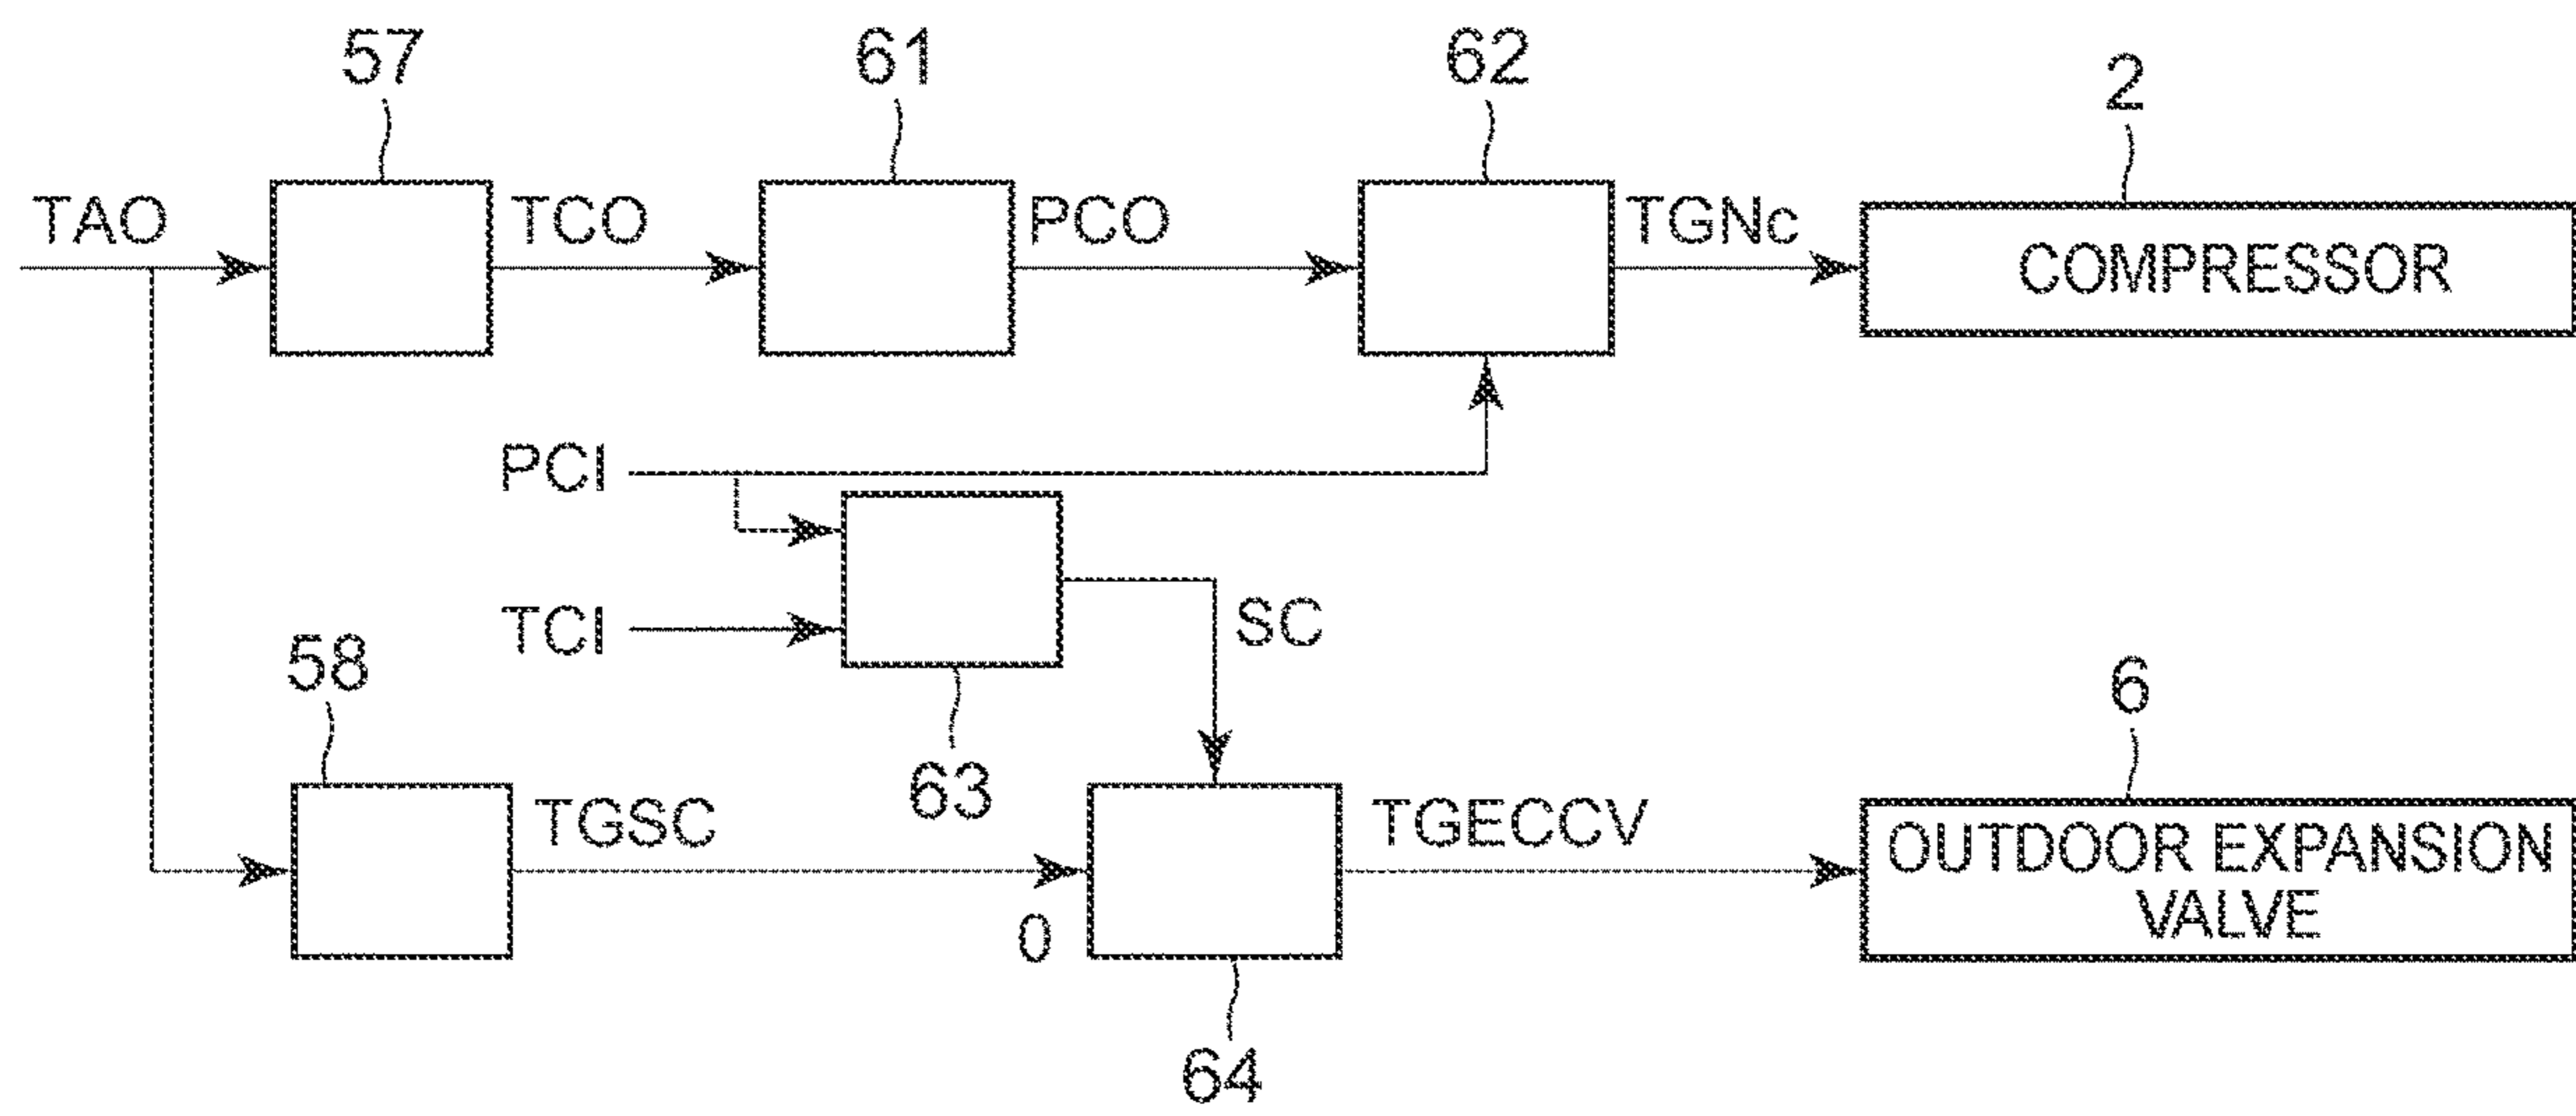 57
61
62
2
TAO
TCO
PCO
TGNc
COMPRESSOR
PCI
TCI
SC
58
63
6
TGSC
0
TGECCV
OUTDOOR EXPANSION
VALVE
64